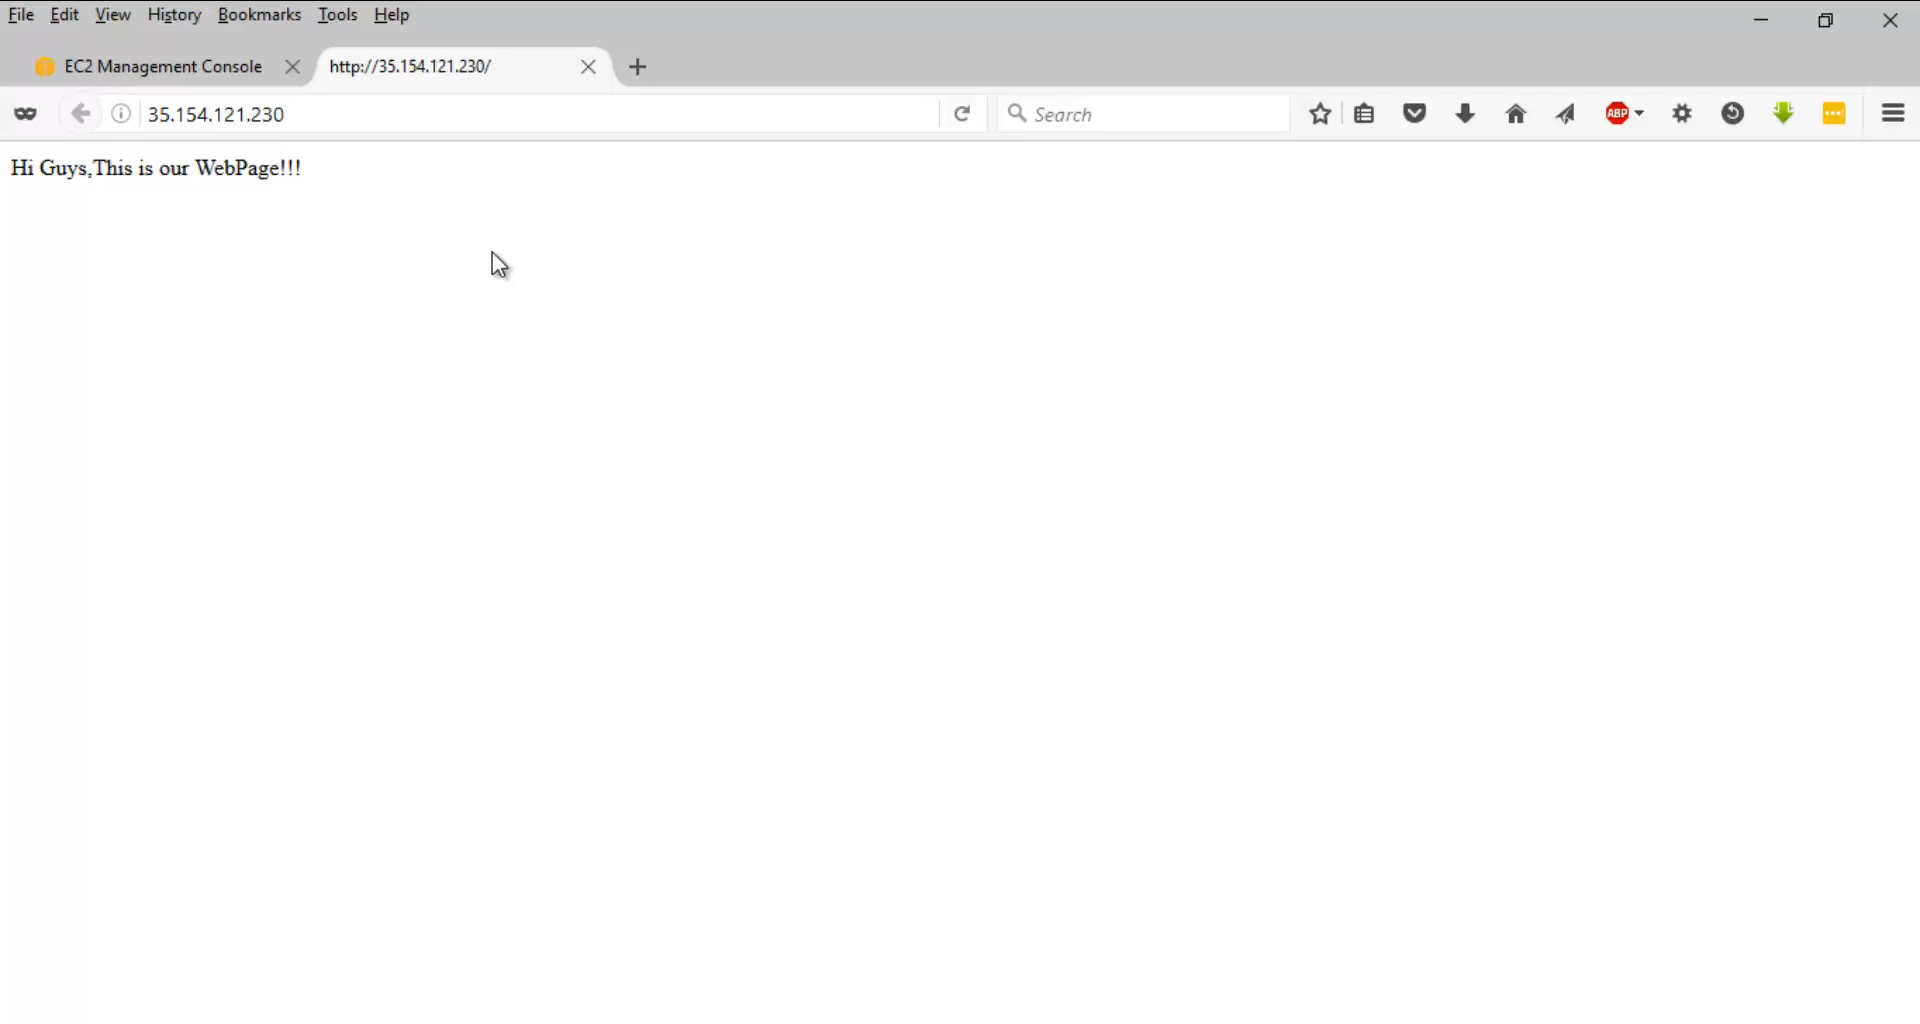 File Edit View History Bookmarks Tools Help
EC2 Management Console http://35.154.121.230/
35.154.121.230 Search ABP
Hi Guys,This is our WebPage!!!